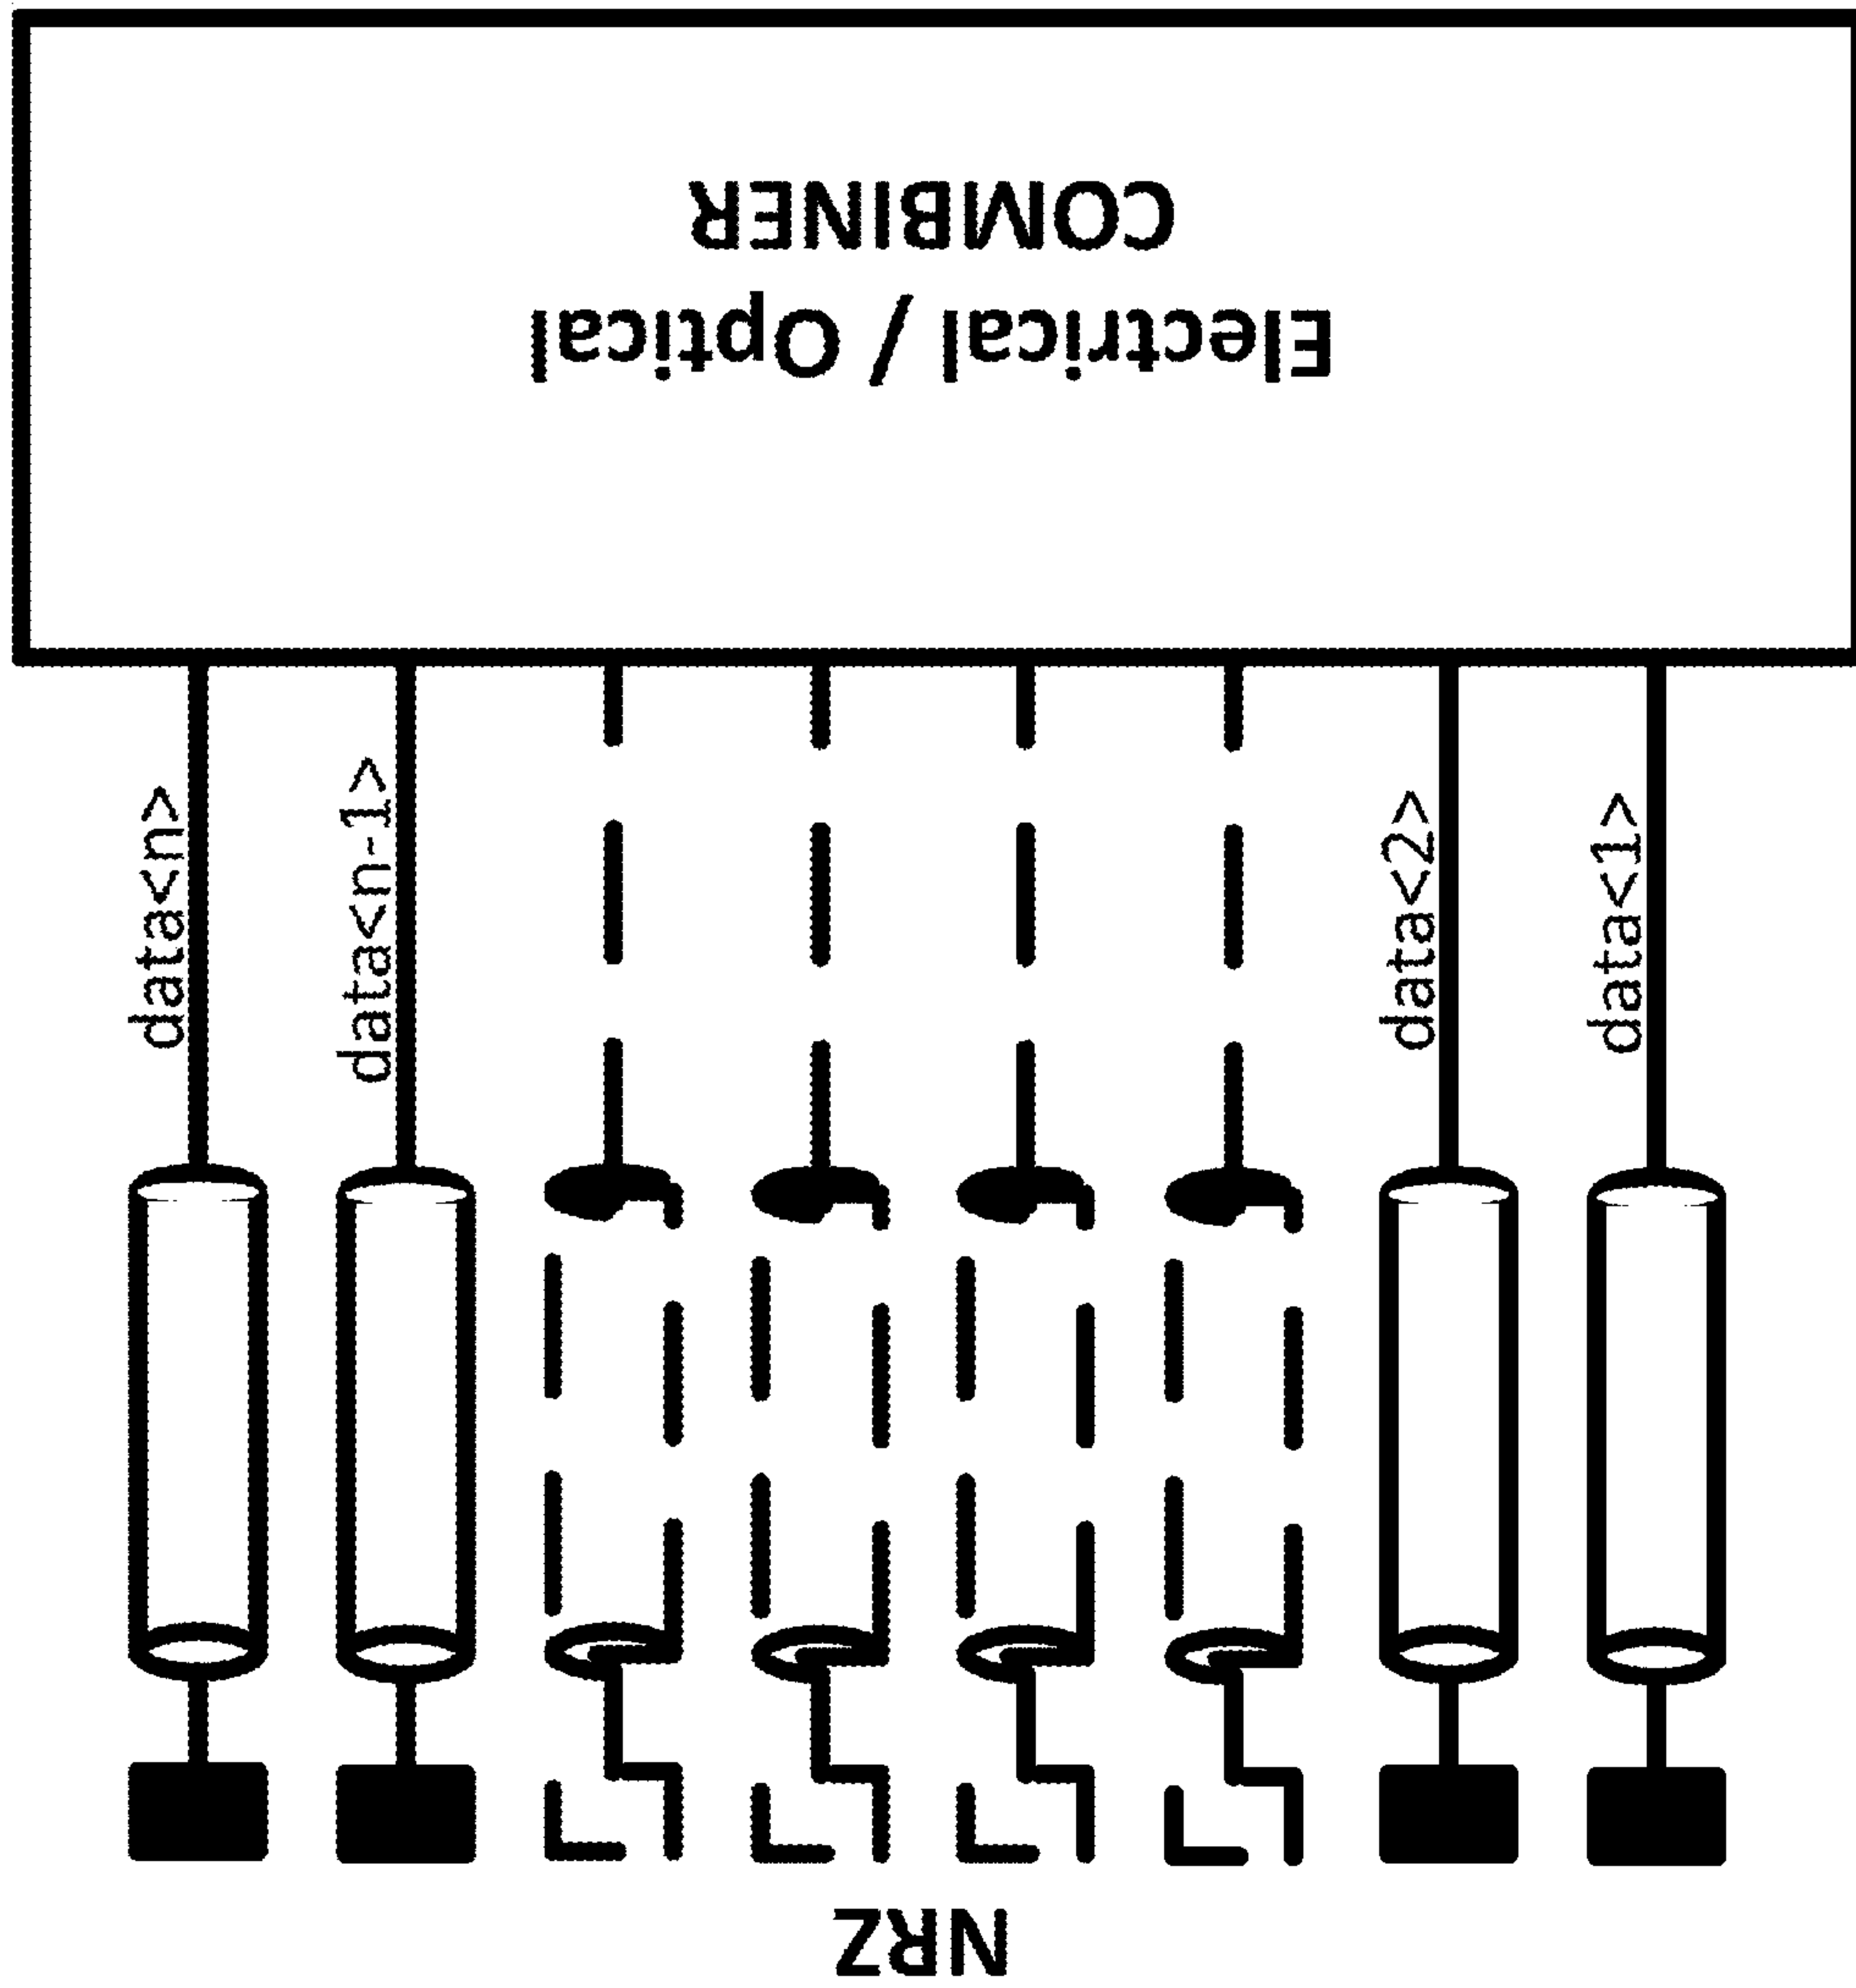 NRZ
data<1>
data<2>
data<n-1>
data<n>
Electrical / Optical
COMBINER